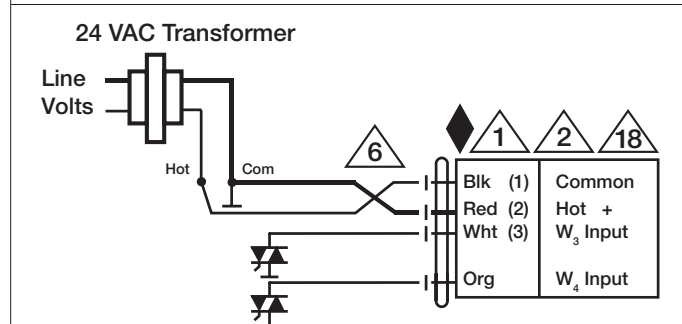 24 VAC Transformer
Line
Volts
Hot
Com
6
1
2
18
Blk (1) Common
Red (2) Hot +
Wht (3) W₃ Input
Org W₄ Input